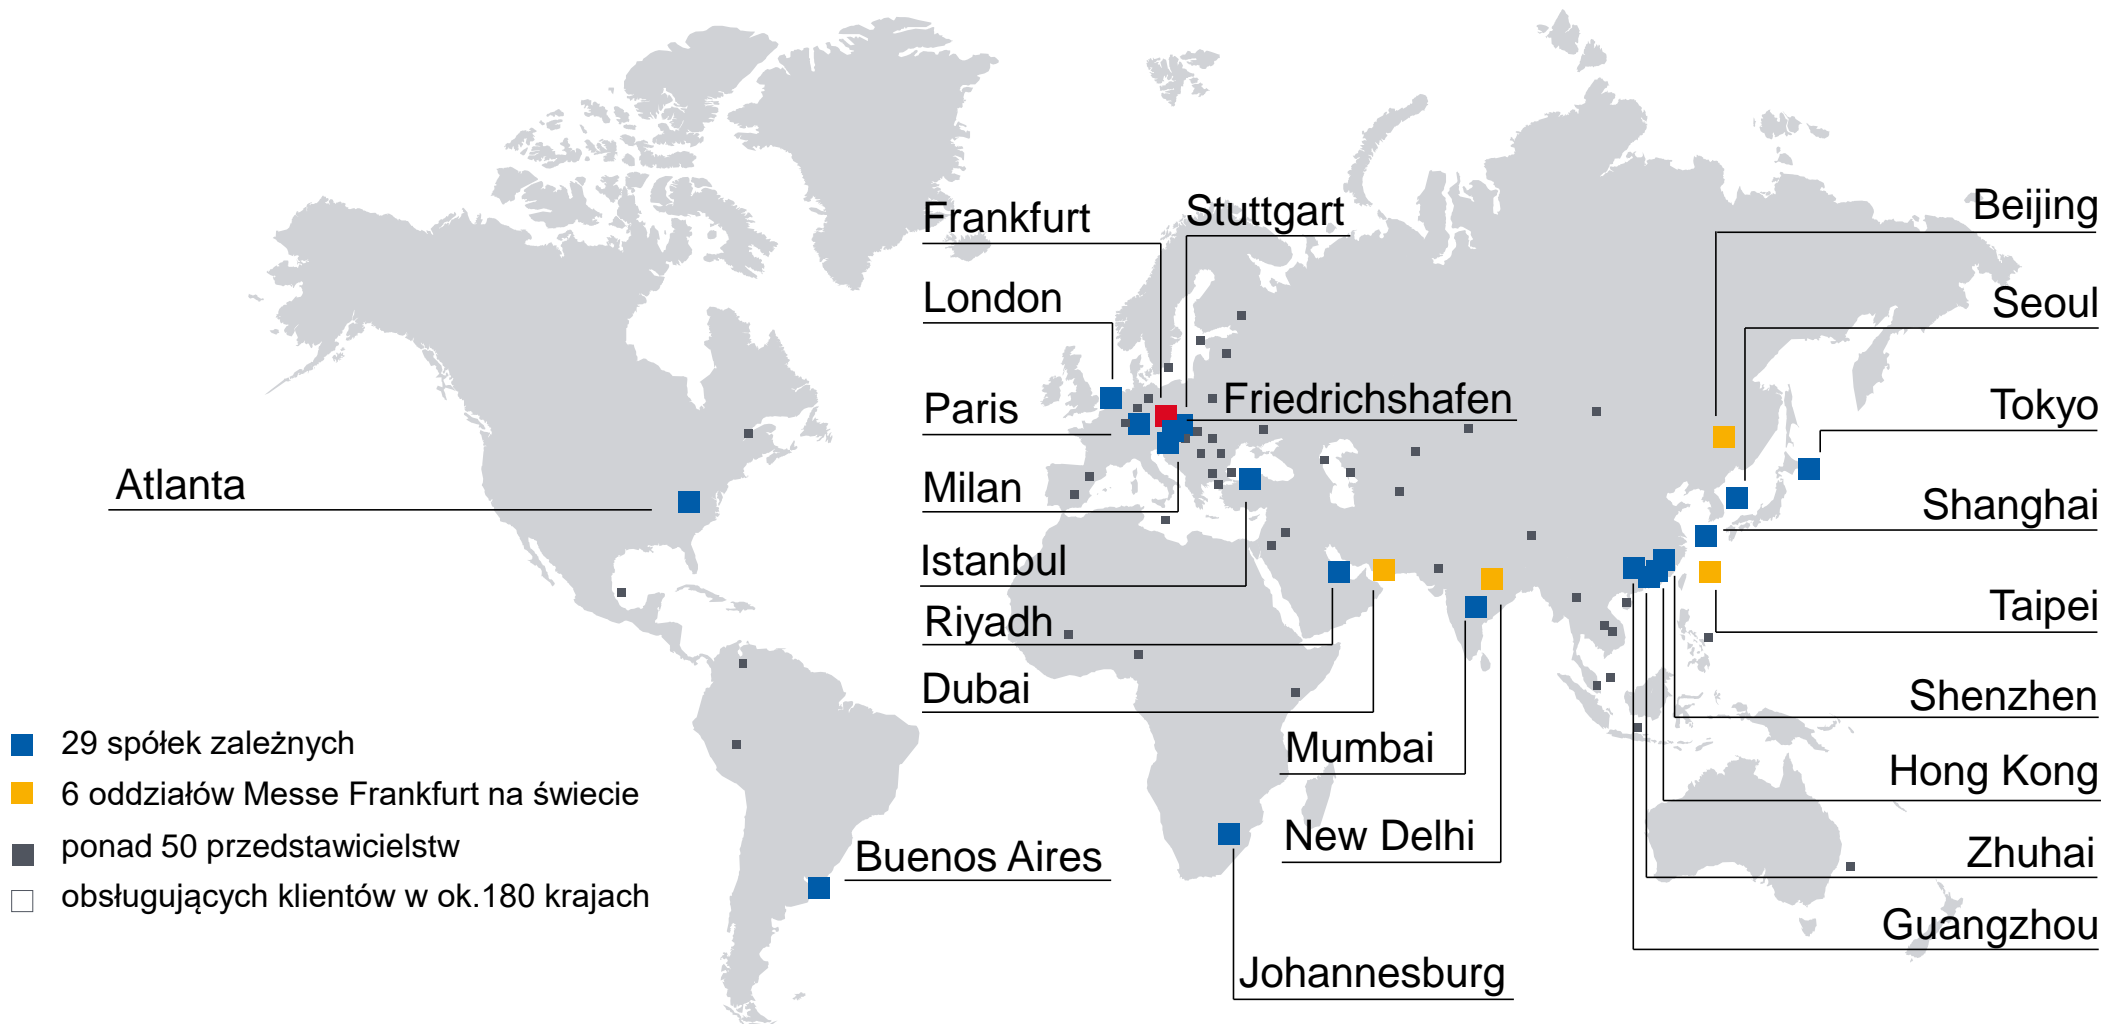 Frankfurt
Stuttgart
Beijing
London
Seoul
Paris
Friedrichshafen
Tokyo
Atlanta
Milan
Shanghai
Istanbul
Riyadh
Taipei
Dubai
Shenzhen
29 spółek zależnych
Mumbai
6 oddziałów Messe Frankfurt na świecie
Hong Kong
ponad 50 przedstawicielstw
Buenos Aires
New Delhi
Zhuhai
obsługujących klientów w ok.180 krajach
Guangzhou
Johannesburg